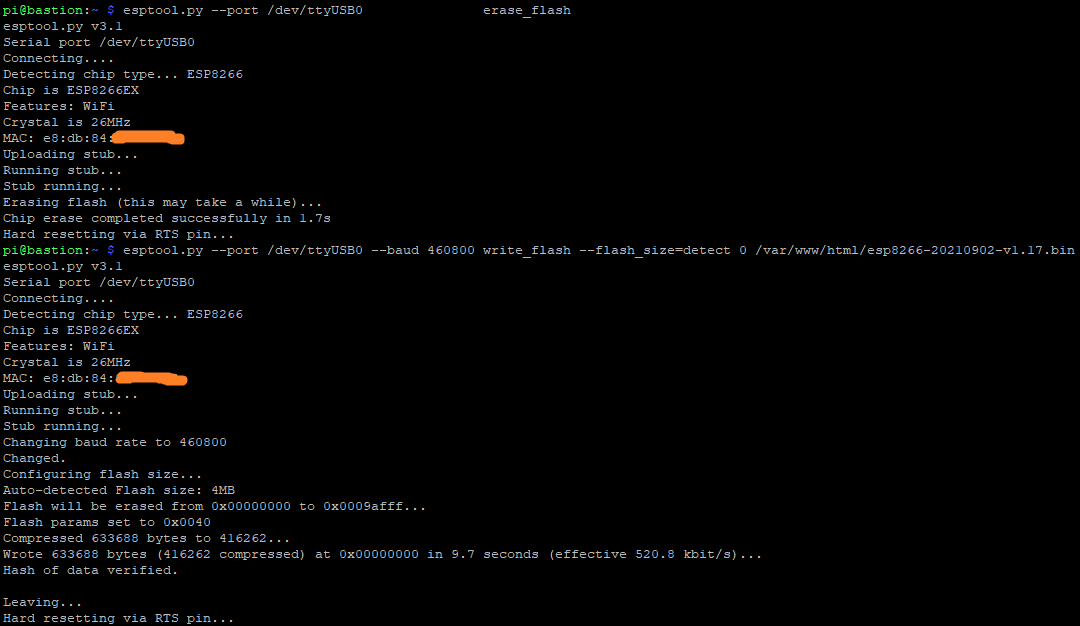 pi@bastion:~ $ esptool.py --port /dev/ttyUSB0               erase_flash
esptool.py v3.1
Serial port /dev/ttyUSB0
Connecting....
Detecting chip type... ESP8266
Chip is ESP8266EX
Features: WiFi
Crystal is 26MHz
MAC: e8:db:84:
Uploading stub...
Running stub...
Stub running...
Erasing flash (this may take a while)...
Chip erase completed successfully in 1.7s
Hard resetting via RTS pin...
pi@bastion:~ $ esptool.py --port /dev/ttyUSB0 --baud 460800 write_flash --flash_size=detect 0 /var/www/html/esp8266-20210902-v1.17.bin
esptool.py v3.1
Serial port /dev/ttyUSB0
Connecting....
Detecting chip type... ESP8266
Chip is ESP8266EX
Features: WiFi
Crystal is 26MHz
MAC: e8:db:84:
Uploading stub...
Running stub...
Stub running...
Changing baud rate to 460800
Changed.
Configuring flash size...
Auto-detected Flash size: 4MB
Flash will be erased from 0x00000000 to 0x0009afff...
Flash params set to 0x0040
Compressed 633688 bytes to 416262...
Wrote 633688 bytes (416262 compressed) at 0x00000000 in 9.7 seconds (effective 520.8 kbit/s)...
Hash of data verified.

Leaving...
Hard resetting via RTS pin...